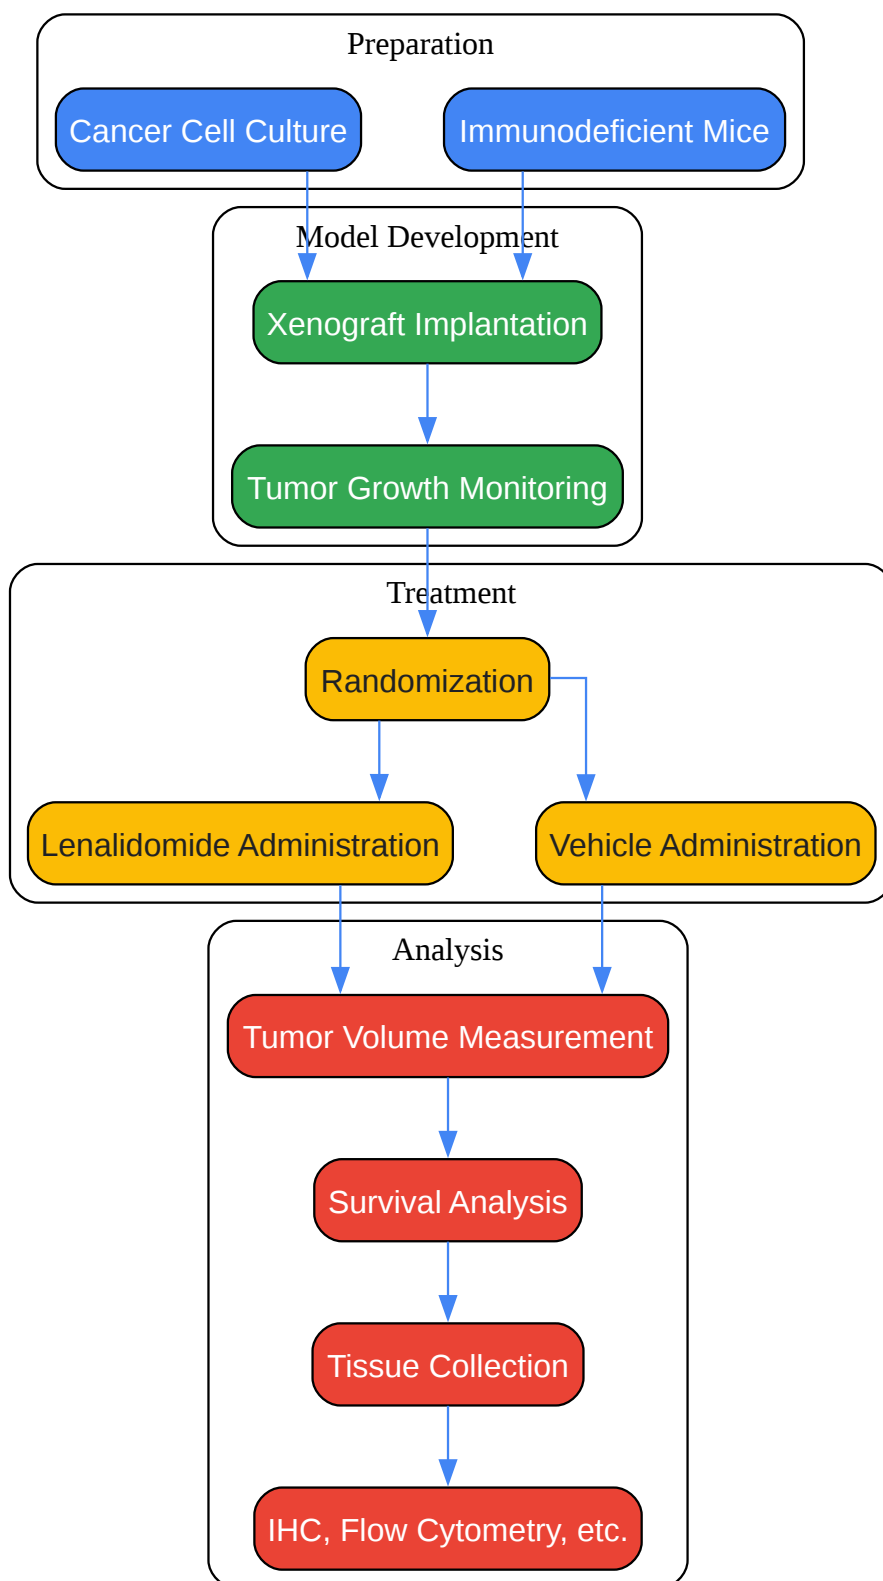 Preparation
Cancer Cell Culture
Immunodeficient Mice
Model Development
Xenograft Implantation
Tumor Growth Monitoring
Treatment
Randomization
Lenalidomide Administration
Vehicle Administration
Analysis
Tumor Volume Measurement
Survival Analysis
Tissue Collection
IHC, Flow Cytometry, etc.